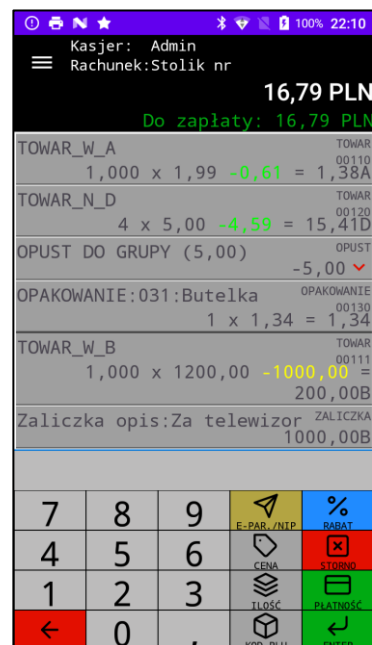 100% 22:10
Kasjer: Admin
Rachunek:Stolik nr
16,79 PLN
Do zapłaty: 16,79 PLN
TOWAR_W_A TOWAR
00110
1,000 x 1,99 -0,61 = 1,38A
TOWAR_N_D TOWAR
00120
4 x 5,00 -4,59 = 15,41D
OPUST DO GRUPY (5,00) OPUST
-5,00
OPAKOWANIE:031:Butelka OPAKOWANIE
00130
1 x 1,34 = 1,34
TOWAR_W_B TOWAR
00111
1,000 x 1200,00 -1000,00 =
200,00B
Zaliczka opis:Za telewizor ZALICZKA
1000,00B
7 8 9 E-PAR./NIP RABAT
4 5 6 CENA STORNO
1 2 3 ILOŚĆ PŁATNOŚĆ
0 , KOD PLU ENTER